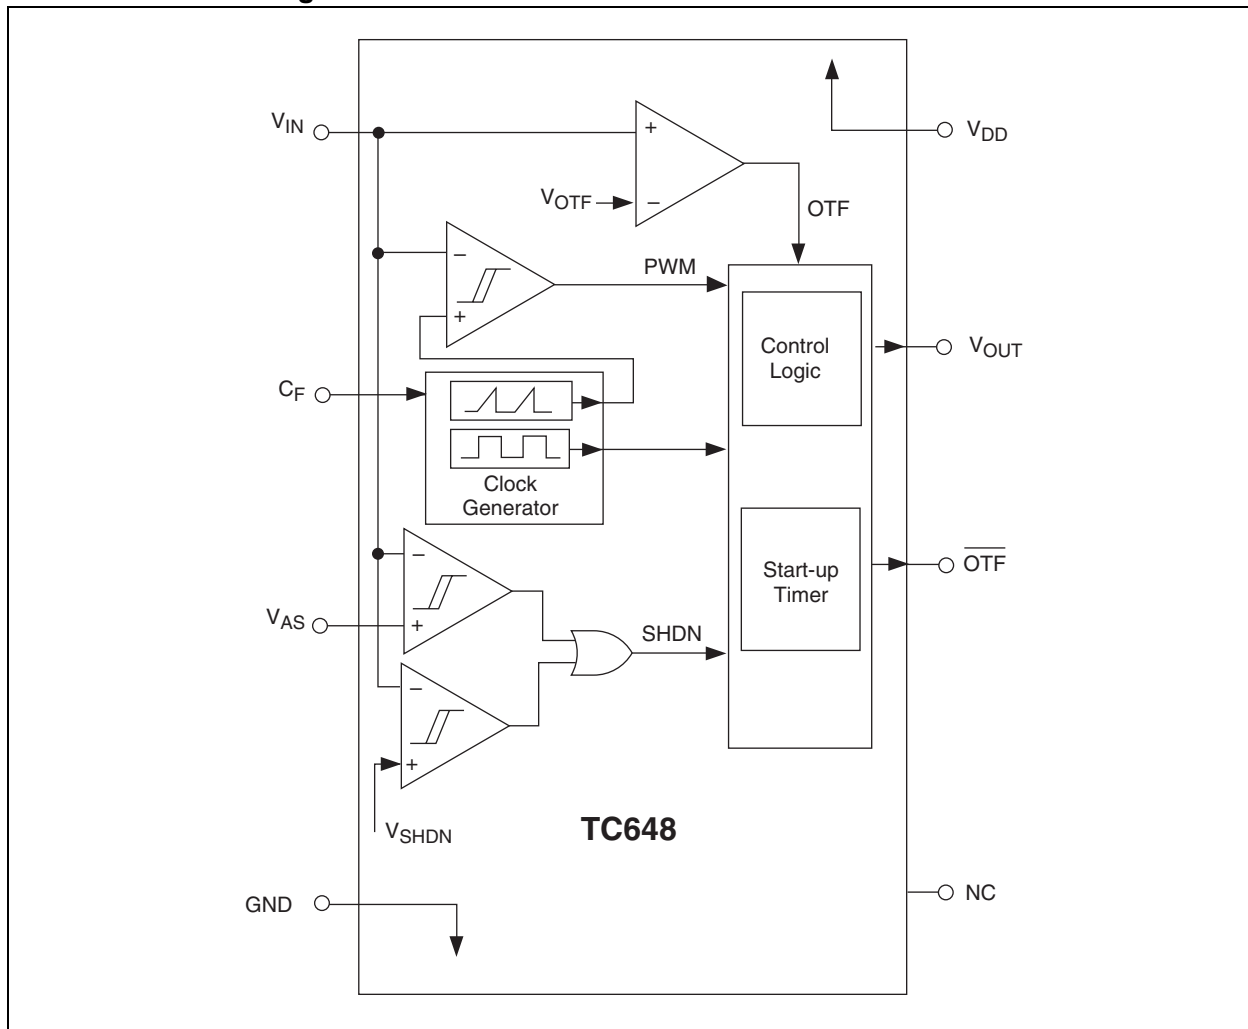 g
V_IN
+
V_DD
V_OTF
−
OTF
−
PWM
+
Control
Logic
V_OUT
C_F
Clock
Generator
−
Start-up
Timer
O̅T̅F̅
V_AS
+
SHDN
−
+
V_SHDN
TC648
GND
NC